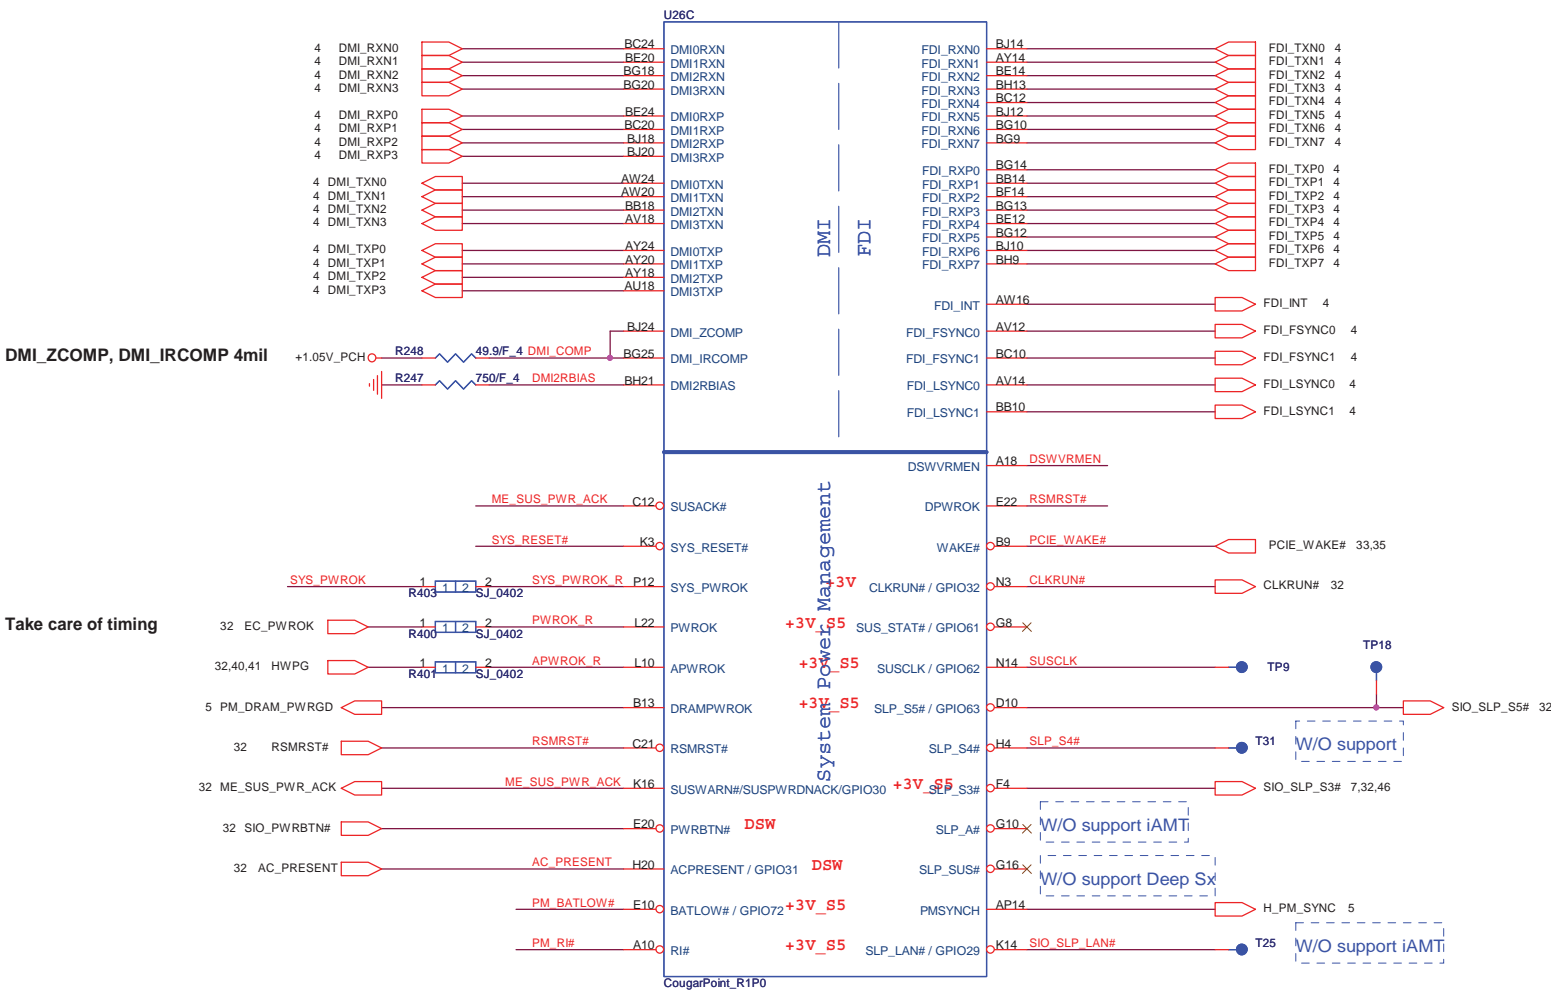 U26C
4 DMI_RXN0 BC24 DMI0RXN FDI_RXN0 BJ14 FDI_TXN0 4
4 DMI_RXN1 BE20 DMI1RXN FDI_RXN1 AY14 FDI_TXN1 4
4 DMI_RXN2 BG18 DMI2RXN FDI_RXN2 BE14 FDI_TXN2 4
4 DMI_RXN3 BG20 DMI3RXN FDI_RXN3 BH13 FDI_TXN3 4
FDI_RXN4 BC12 FDI_TXN4 4
4 DMI_RXP0 BE24 DMI0RXP FDI_RXN5 BJ12 FDI_TXN5 4
4 DMI_RXP1 BC20 DMI1RXP FDI_RXN6 BG10 FDI_TXN6 4
4 DMI_RXP2 BJ18 DMI2RXP FDI_RXN7 BG9 FDI_TXN7 4
4 DMI_RXP3 BJ20 DMI3RXP
FDI_RXP0 BG14 FDI_TXP0 4
4 DMI_TXN0 AW24 DMI0TXN FDI_RXP1 BB14 FDI_TXP1 4
4 DMI_TXN1 AW20 DMI1TXN FDI_RXP2 BF14 FDI_TXP2 4
4 DMI_TXN2 BB18 DMI2TXN FDI_RXP3 BG13 FDI_TXP3 4
4 DMI_TXN3 AV18 DMI3TXN FDI_RXP4 BE12 FDI_TXP4 4
FDI_RXP5 BG12 FDI_TXP5 4
4 DMI_TXP0 AY24 DMI0TXP FDI_RXP6 BJ10 FDI_TXP6 4
4 DMI_TXP1 AY20 DMI1TXP FDI_RXP7 BH9 FDI_TXP7 4
4 DMI_TXP2 AY18 DMI2TXP
4 DMI_TXP3 AU18 DMI3TXP
DMI
FDI
FDI_INT AW16 FDI_INT 4
BJ24 DMI_ZCOMP FDI_FSYNC0 AV12 FDI_FSYNC0 4
DMI_ZCOMP, DMI_IRCOMP 4mil +1.05V_PCH R248 49.9/F_4 DMI_COMP BG25 DMI_IRCOMP FDI_FSYNC1 BC10 FDI_FSYNC1 4
R247 750/F_4 DMI2RBIAS BH21 DMI2RBIAS FDI_LSYNC0 AV14 FDI_LSYNC0 4
FDI_LSYNC1 BB10 FDI_LSYNC1 4
DSWVRMEN A18 DSWVRMEN
System Power Management
ME_SUS_PWR_ACK C12 SUSACK# DPWROK E22 RSMRST#
SYS_RESET# K3 SYS_RESET# WAKE# B9 PCIE_WAKE# PCIE_WAKE# 33,35
SYS_PWROK 1 R403 1 2 2 SJ_0402 SYS_PWROK_R P12 SYS_PWROK +3V CLKRUN# / GPIO32 N3 CLKRUN# CLKRUN# 32
Take care of timing 32 EC_PWROK 1 R400 1 2 2 SJ_0402 PWROK_R L22 PWROK +3V_S5 SUS_STAT# / GPIO61 G8
32,40,41 HWPG 1 R401 1 2 2 SJ_0402 APWROK_R L10 APWROK +3V_S5 SUSCLK / GPIO62 N14 SUSCLK TP9 TP18
5 PM_DRAM_PWRGD B13 DRAMPWROK +3V_S5 SLP_S5# / GPIO63 D10 SIO_SLP_S5# 32
32 RSMRST# RSMRST# C21 RSMRST# SLP_S4# H4 SLP_S4# T31 W/O support
32 ME_SUS_PWR_ACK ME_SUS_PWR_ACK K16 SUSWARN#/SUSPWRDNACK/GPIO30 +3V_S5 SLP_S3# F4 SIO_SLP_S3# 7,32,46
32 SIO_PWRBTN# E20 PWRBTN# DSW SLP_A# G10 W/O support iAMT
32 AC_PRESENT AC_PRESENT H20 ACPRESENT / GPIO31 DSW SLP_SUS# G16 W/O support Deep Sx
PM_BATLOW# E10 BATLOW# / GPIO72 +3V_S5 PMSYNCH AP14 H_PM_SYNC 5
PM_RI# A10 RI# +3V_S5 SLP_LAN# / GPIO29 K14 SIO_SLP_LAN# T25 W/O support iAMT
CougarPoint_R1P0